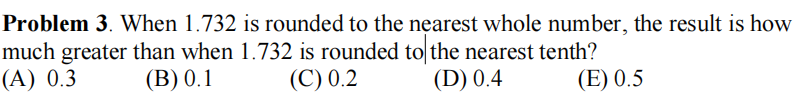 Problem 3. When 1.732 is rounded to the nearest whole number, the result is how
much greater than when 1.732 is rounded to the nearest tenth?
(A) 0.3 (B) 0.1 (C) 0.2 (D) 0.4 (E) 0.5